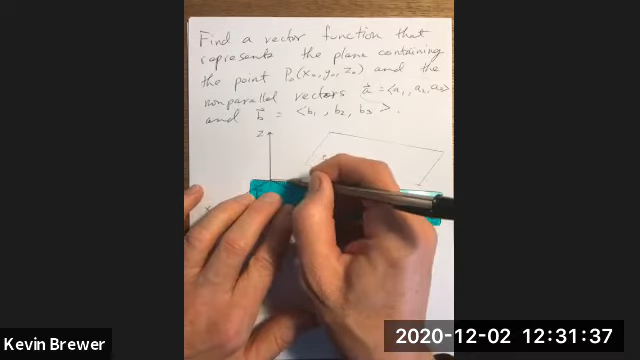 Find a vector function that
represents the plane containing
the point P₀(x₀, y₀, z₀) and the
nonparallel vectors a⃗ = <a₁, a₂, a₃>
and b⃗ = <b₁, b₂, b₃>.
z
x
Kevin Brewer
2020-12-02 12:31:37